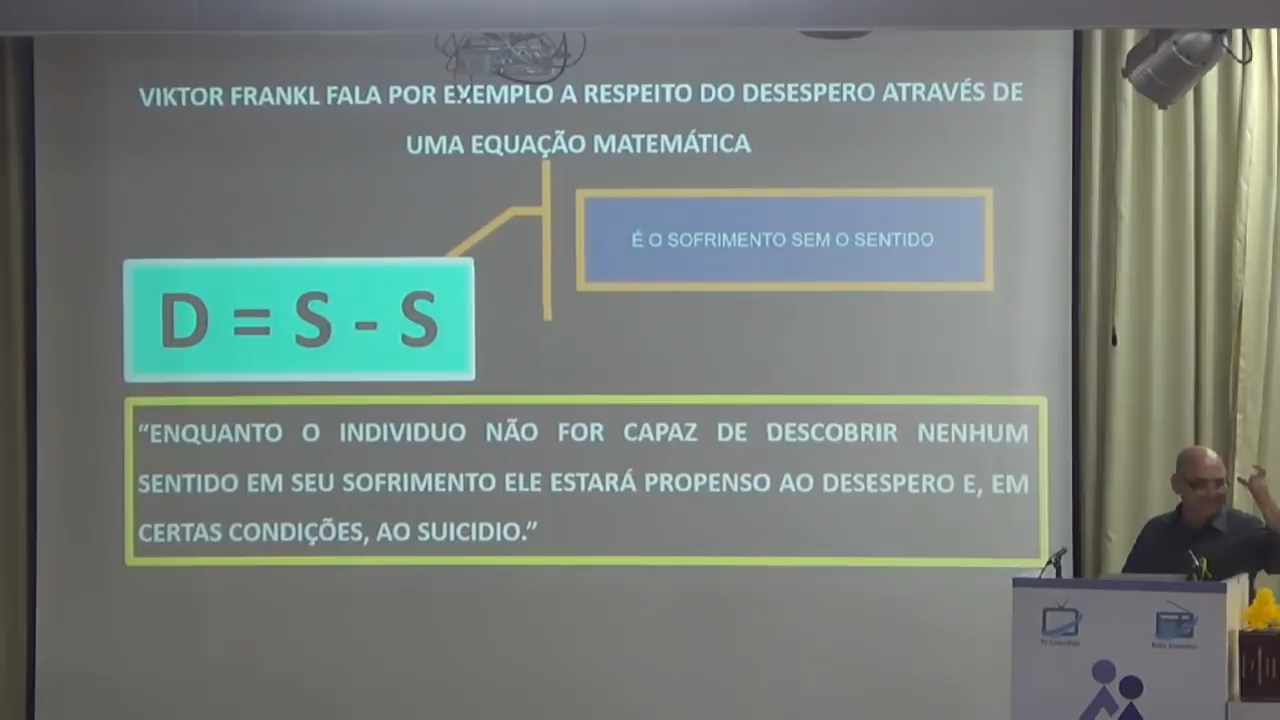 VIKTOR FRANKL FALA POR EXEMPLO A RESPEITO DO DESESPERO ATRAVÉS DE
UMA EQUAÇÃO MATEMÁTICA
É O SOFRIMENTO SEM O SENTIDO
D = S - S
“ENQUANTO O INDIVIDUO NÃO FOR CAPAZ DE DESCOBRIR NENHUM
SENTIDO EM SEU SOFRIMENTO ELE ESTARÁ PROPENSO AO DESESPERO E, EM
CERTAS CONDIÇÕES, AO SUICIDIO.”